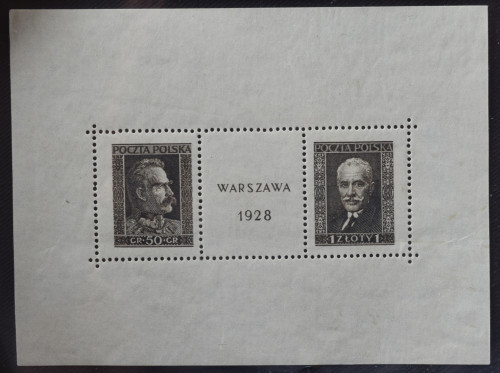 POCZTA POLSKA
GR·50·GR
WARSZAWA
1928
POCZTA POLSKA
1 ZŁOTY 1